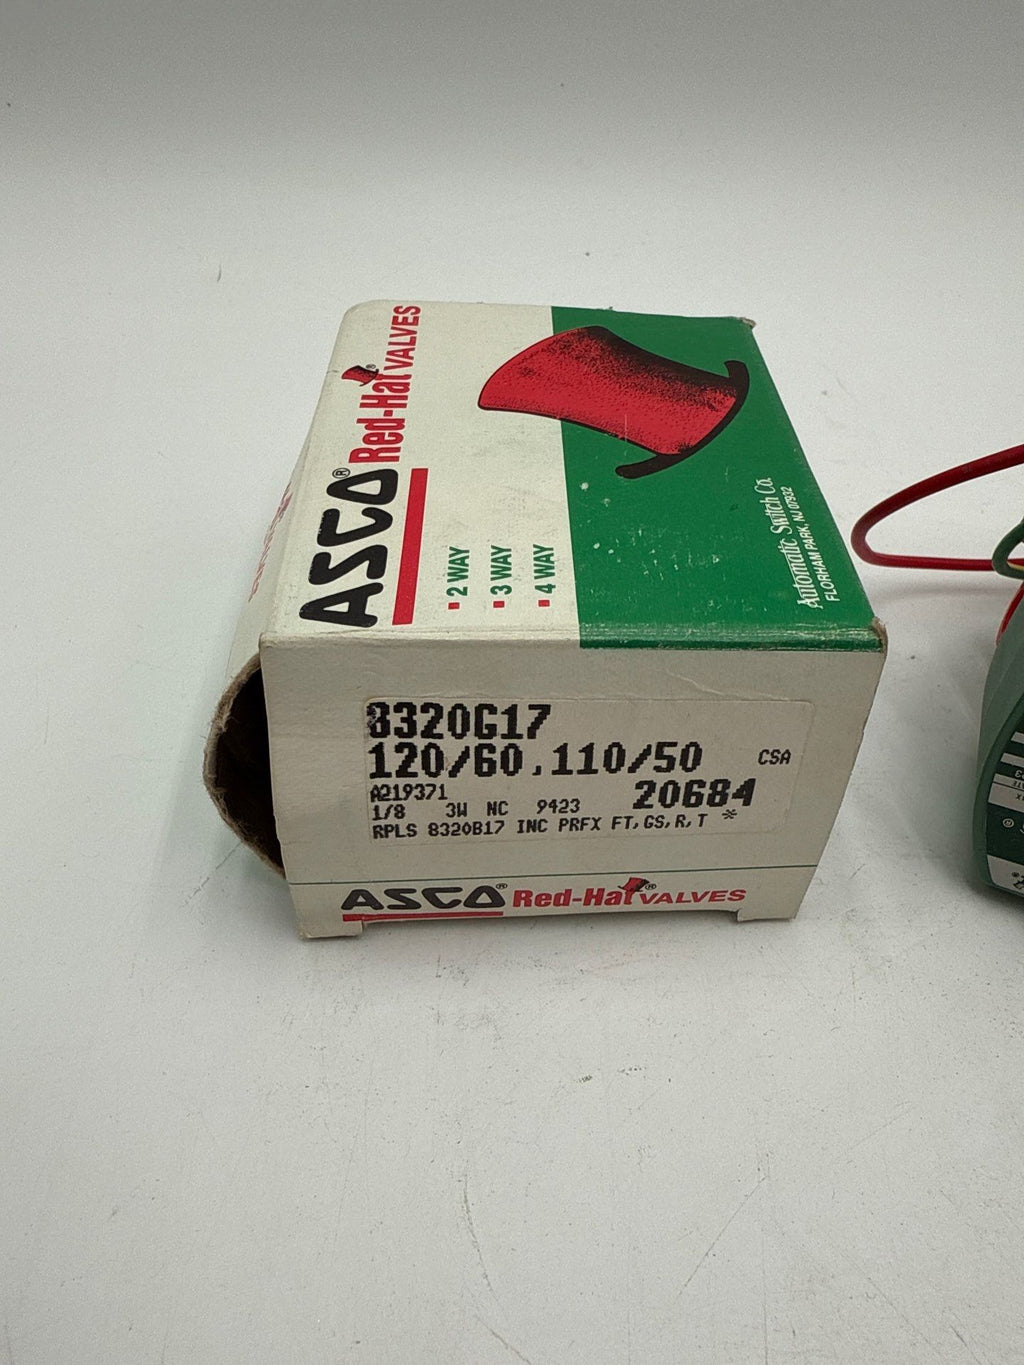 ASCO® Red-Hat® VALVES
▪ 2 WAY
▪ 3 WAY
▪ 4 WAY
Automatic Switch Co.
FLORHAM PARK, NJ 07932
8320G17
120/60,110/50 CSA
A219371 20684
1/8 3W NC 9423
RPLS 8320B17 INC PRFX FT,GS,R,T *
ASCO® Red-Hat® VALVES